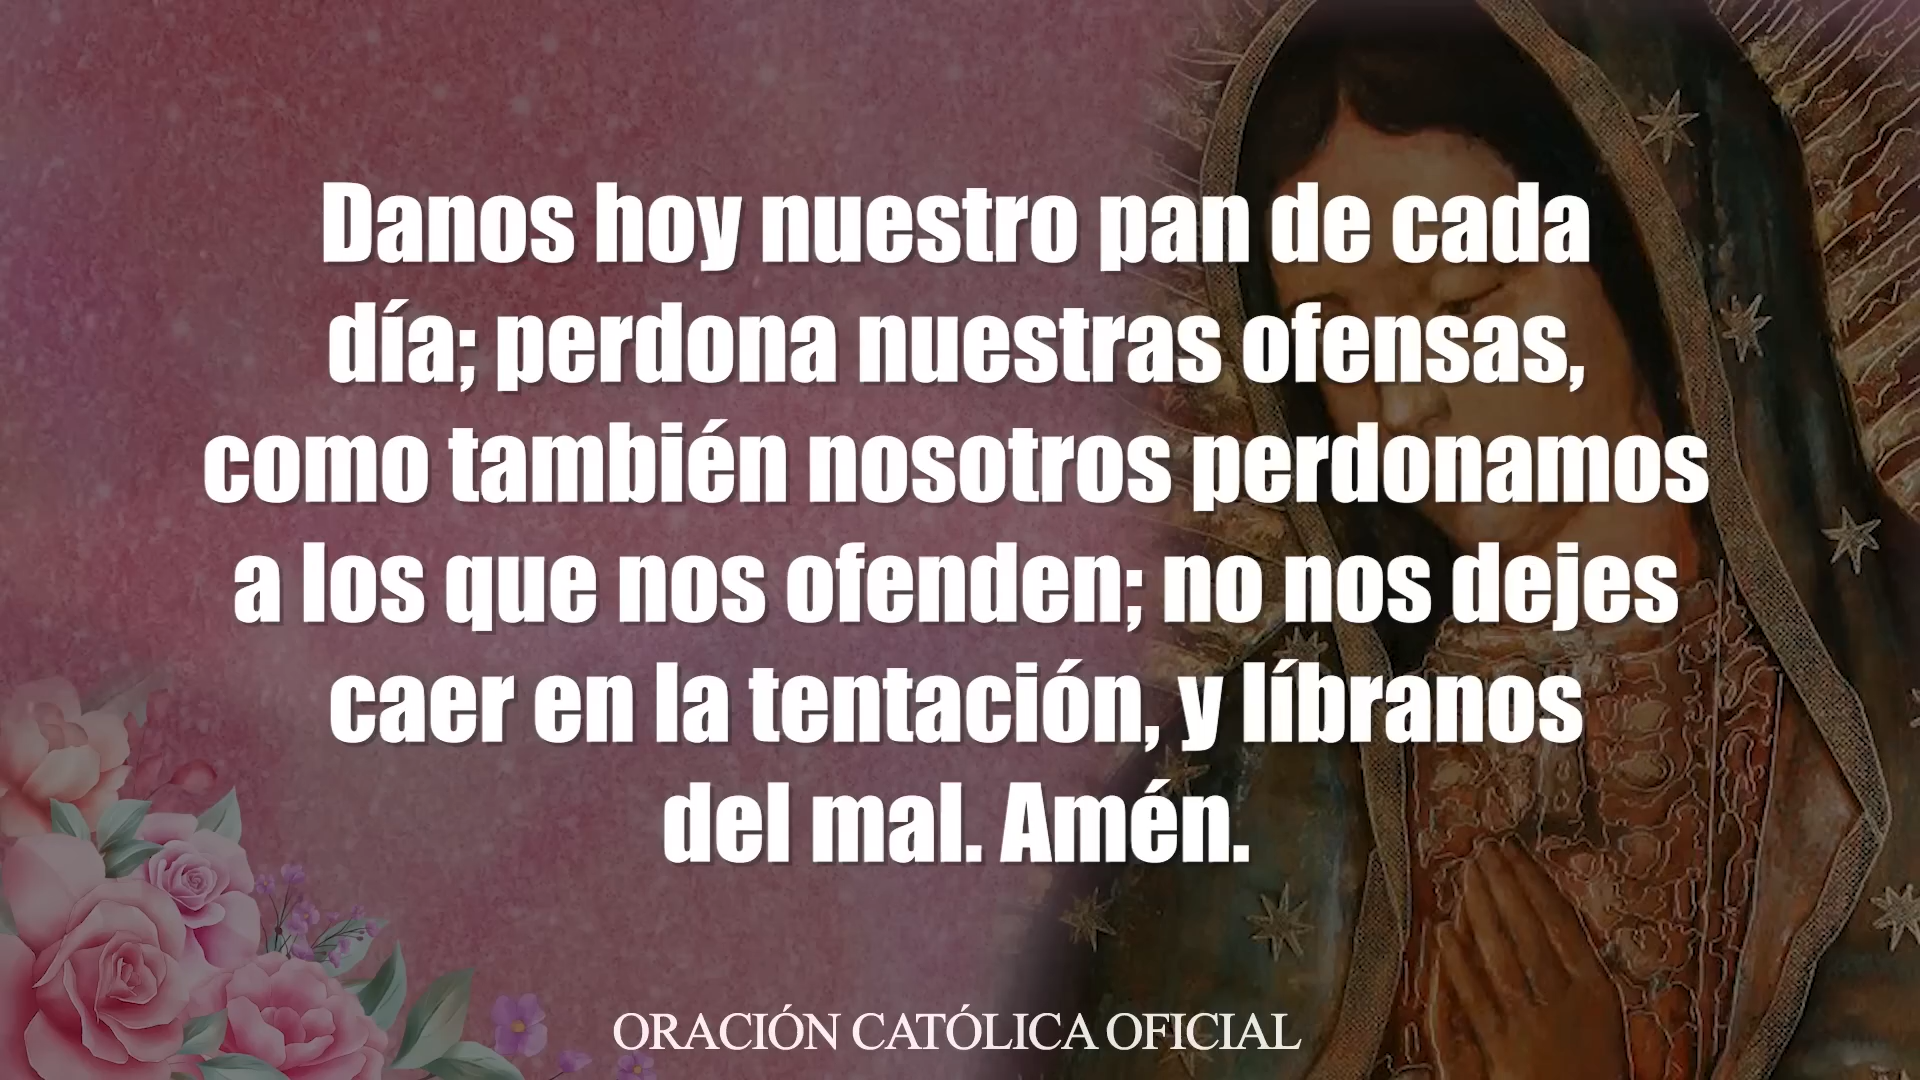 Danos hoy nuestro pan de cada
día; perdona nuestras ofensas,
como también nosotros perdonamos
a los que nos ofenden; no nos dejes
caer en la tentación, y líbranos
del mal. Amén.
ORACIÓN CATÓLICA OFICIAL